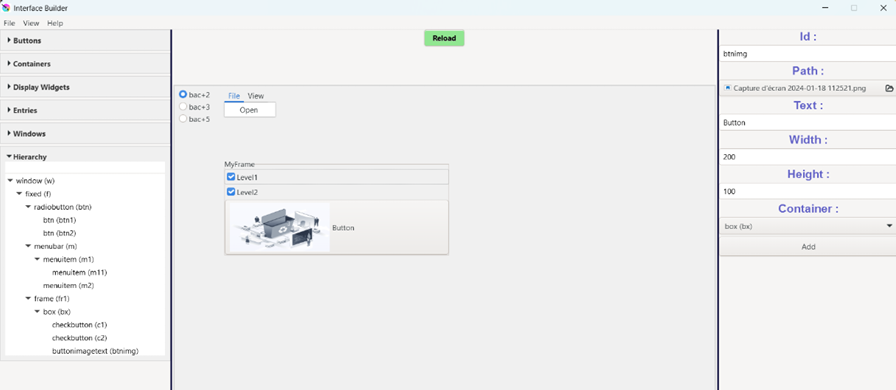 Interface Builder
File View Help
Buttons
Containers
Display Widgets
Entries
Windows
Hierarchy
window (w)
fixed (f)
radiobutton (btn)
btn (btn1)
btn (btn2)
menubar (m)
menuitem (m1)
menuitem (m11)
menuitem (m2)
frame (fr1)
box (bx)
checkbutton (c1)
checkbutton (c2)
buttonimagetext (btnimg)
Reload
bac+2
bac+3
bac+5
File View
Open
MyFrame
Level1
Level2
Button
Id :
btnimg
Path :
Capture d'écran 2024-01-18 112521.png
Text :
Button
Width :
200
Height :
100
Container :
box (bx)
Add